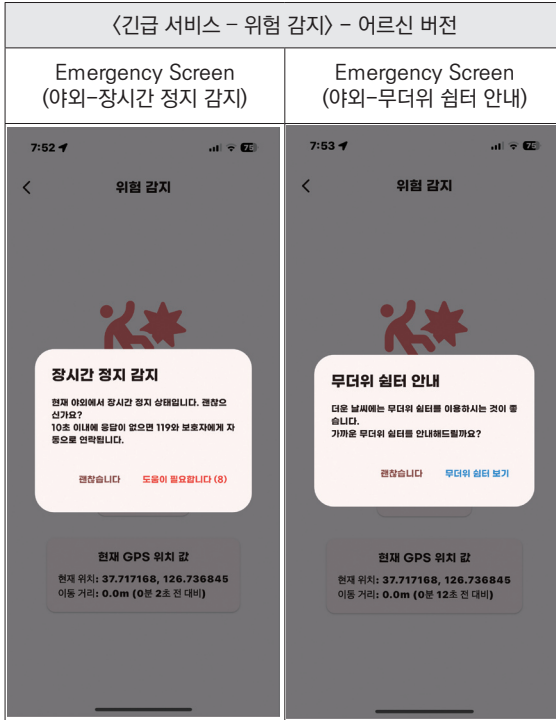 〈긴급 서비스 – 위험 감지〉 – 어르신 버전
Emergency Screen
(야외–장시간 정지 감지)
Emergency Screen
(야외–무더위 쉼터 안내)
7:52
75
위험 감지
장시간 정지 감지
현재 야외에서 장시간 정지 상태입니다. 괜찮으
신가요?
10초 이내에 응답이 없으면 119와 보호자에게 자
동으로 연락됩니다.
괜찮습니다 도움이 필요합니다 (8)
현재 GPS 위치 값
현재 위치: 37.717168, 126.736845
이동 거리: 0.0m (0분 2초 전 대비)
7:53
75
위험 감지
무더위 쉼터 안내
더운 날씨에는 무더위 쉼터를 이용하시는 것이 좋
습니다.
가까운 무더위 쉼터를 안내해드릴까요?
괜찮습니다 무더위 쉼터 보기
현재 GPS 위치 값
현재 위치: 37.717168, 126.736845
이동 거리: 0.0m (0분 12초 전 대비)